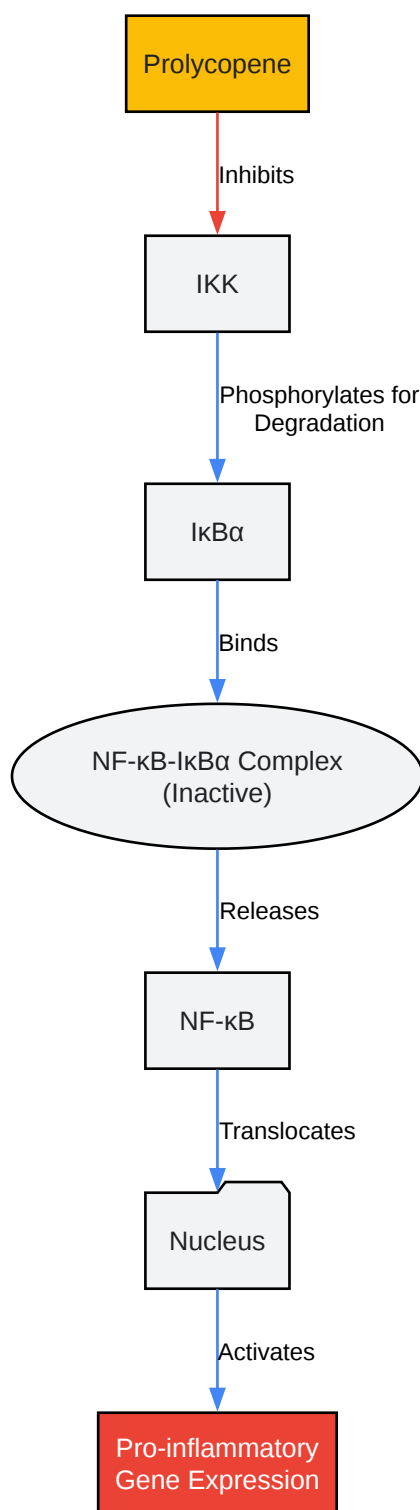 Prolycopene
Inhibits
IKK
Phosphorylates for
Degradation
IκBα
Binds
NF-κB-IκBα Complex
(Inactive)
Releases
NF-κB
Translocates
Nucleus
Activates
Pro-inflammatory
Gene Expression